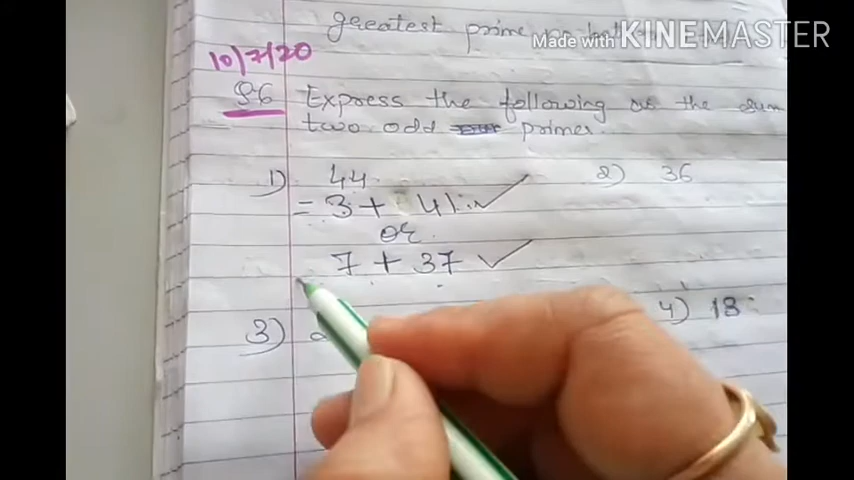 greatest prime
Made with KINEMASTER
10/7/20
Q6 Express the following as the sum
two odd primes.
1) 44 2) 36
= 3 + 41
or
7 + 37
3) 4) 18